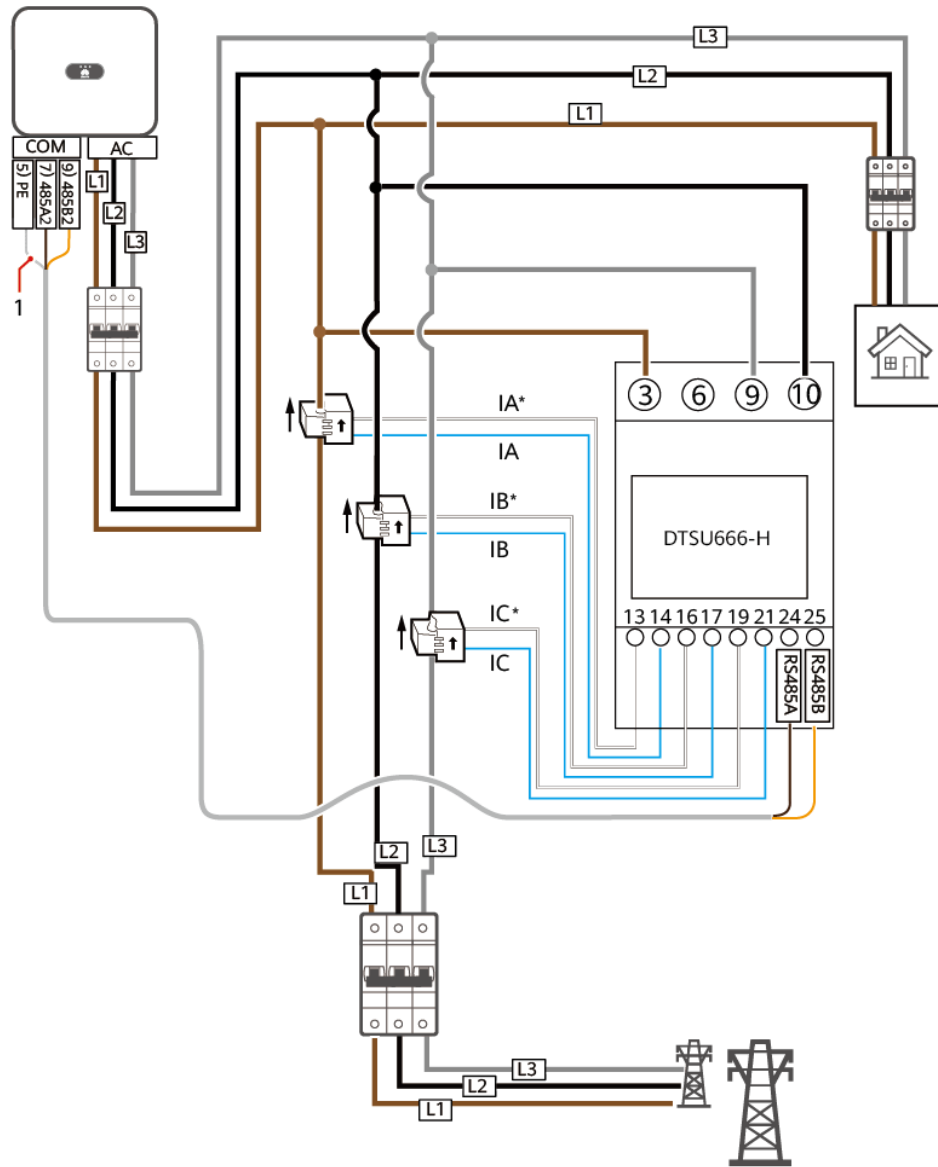 L3
L2
L1
COM
AC
5) PE
7) 485A2
9) 485B2
L1
L2
L3
1
3
6
9
10
IA*
IA
IB*
IB
IC*
IC
DTSU666-H
13 14 16 17 19 21 24 25
RS485A
RS485B
L3
L2
L1
L3
L2
L1